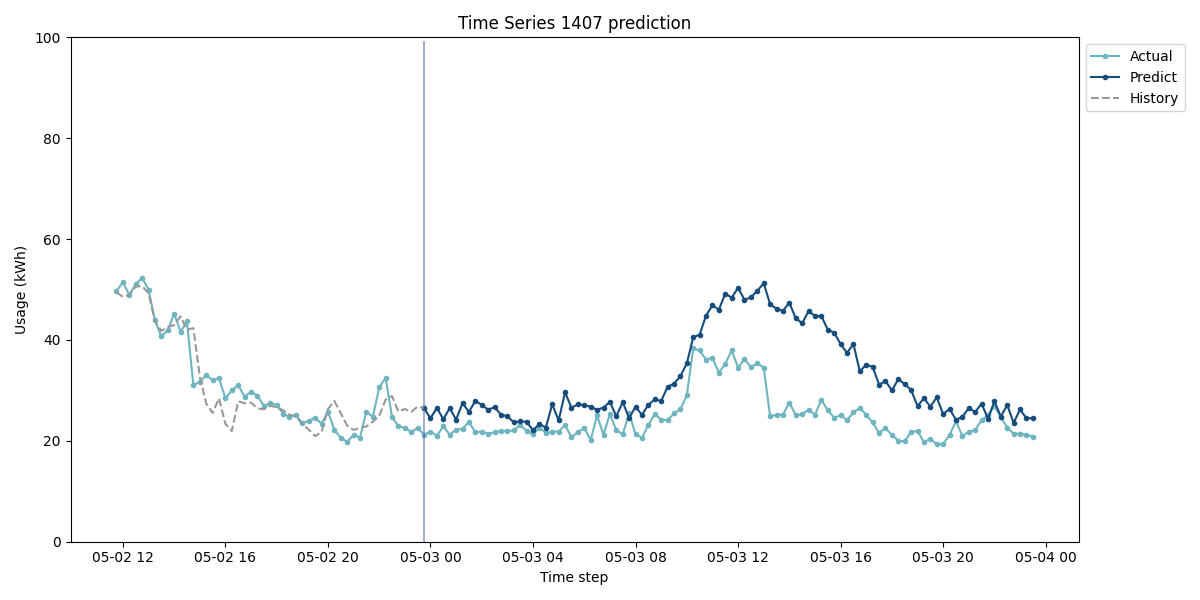 Time Series 1407 prediction
100
80
60
40
20
0
Usage (kWh)
05-02 12
05-02 16
05-02 20
05-03 00
05-03 04
05-03 08
05-03 12
05-03 16
05-03 20
05-04 00
Time step
Actual
Predict
History